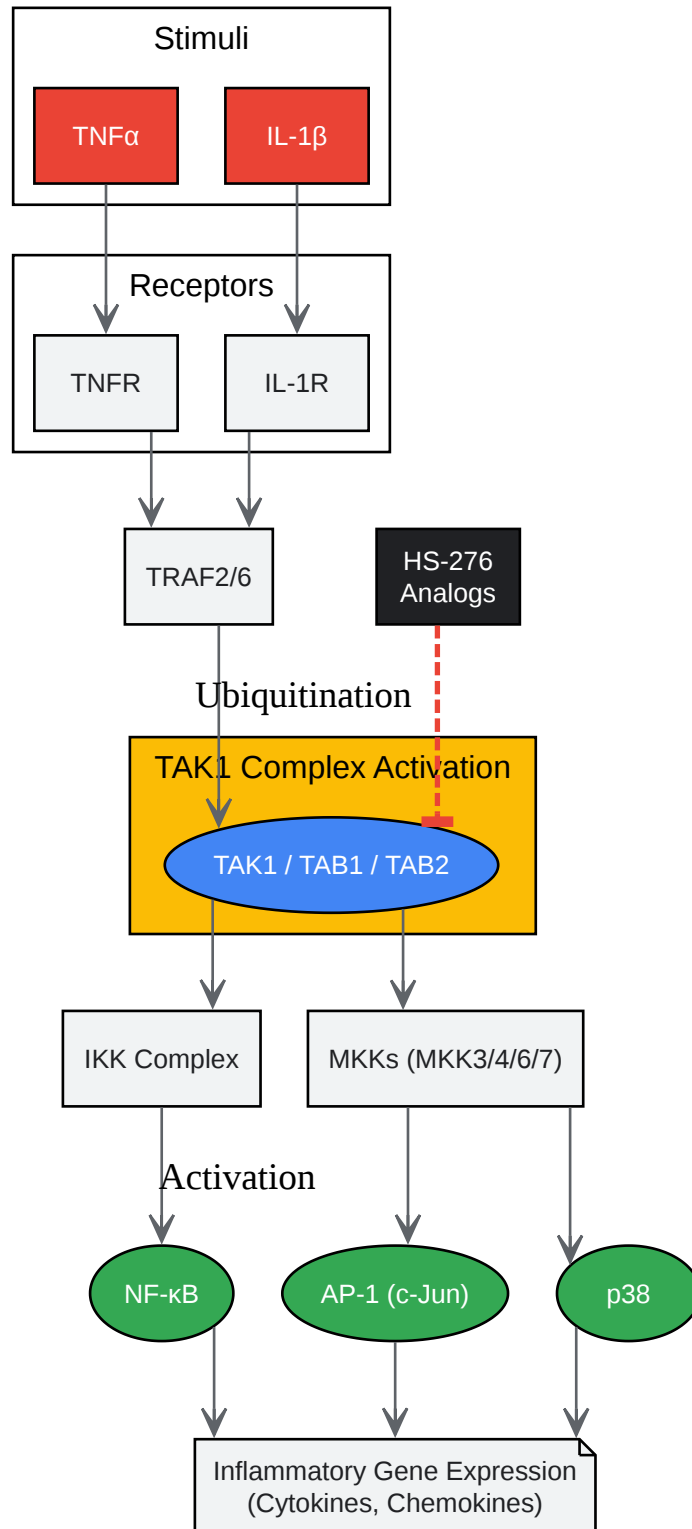 Stimuli
TNFα
IL-1β
Receptors
TNFR
IL-1R
TRAF2/6
HS-276
Analogs
Ubiquitination
TAK1 Complex Activation
TAK1 / TAB1 / TAB2
IKK Complex
MKKs (MKK3/4/6/7)
Activation
NF-κB
AP-1 (c-Jun)
p38
Inflammatory Gene Expression
(Cytokines, Chemokines)